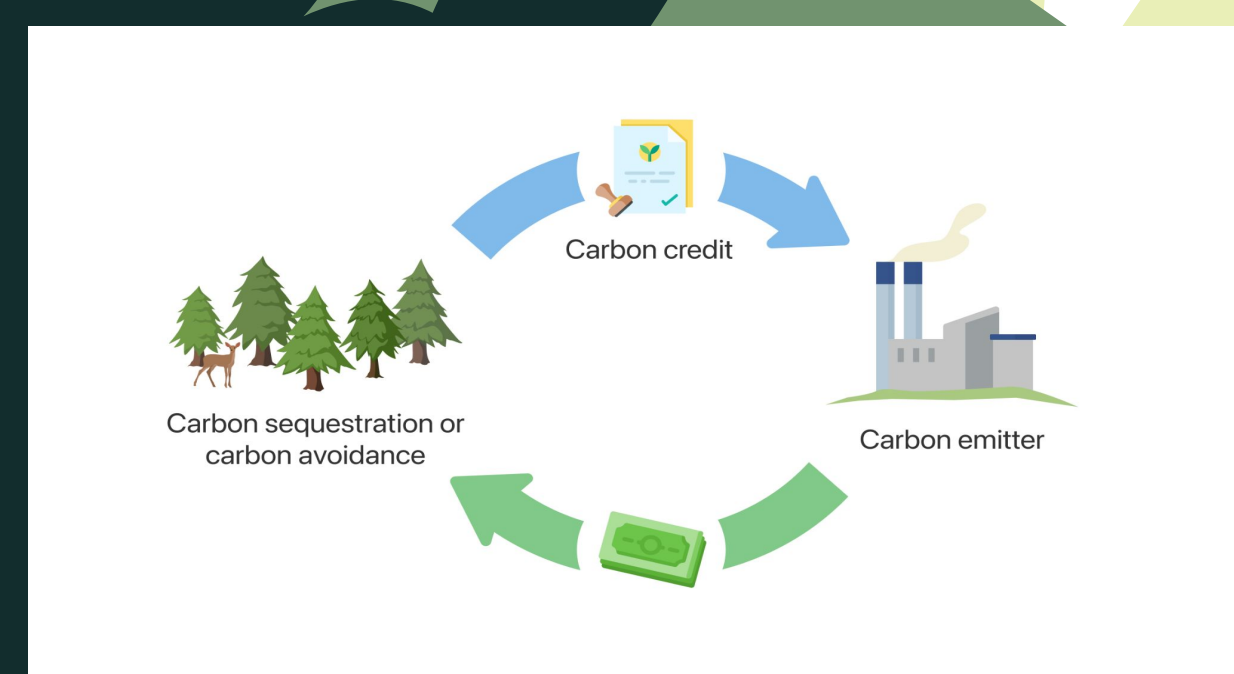 Carbon credit
Carbon sequestration or
carbon avoidance
Carbon emitter